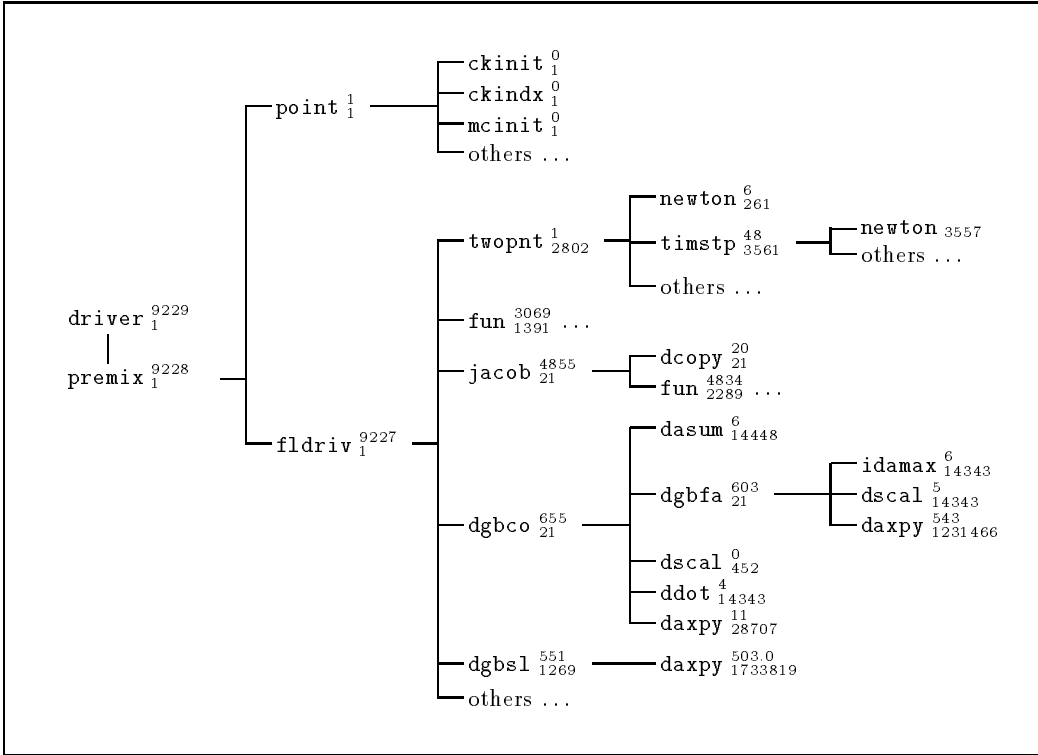 driver 9229 1
premix 9228 1
point 1 1
ckinit 0 1
ckindx 0 1
mcinit 0 1
others ...
fldriv 9227 1
twopnt 1 2802
newton 6 261
timstp 48 3561
newton 3557
others ...
others ...
fun 3069 1391 ...
jacob 4855 21
dcopy 20 21
fun 4834 2289 ...
dgbco 655 21
dasum 6 14448
dgbfa 603 21
idamax 6 14343
dscal 5 14343
daxpy 543 1231466
dscal 0 452
ddot 4 14343
daxpy 11 28707
dgbsl 551 1269
daxpy 503.0 1733819
others ...